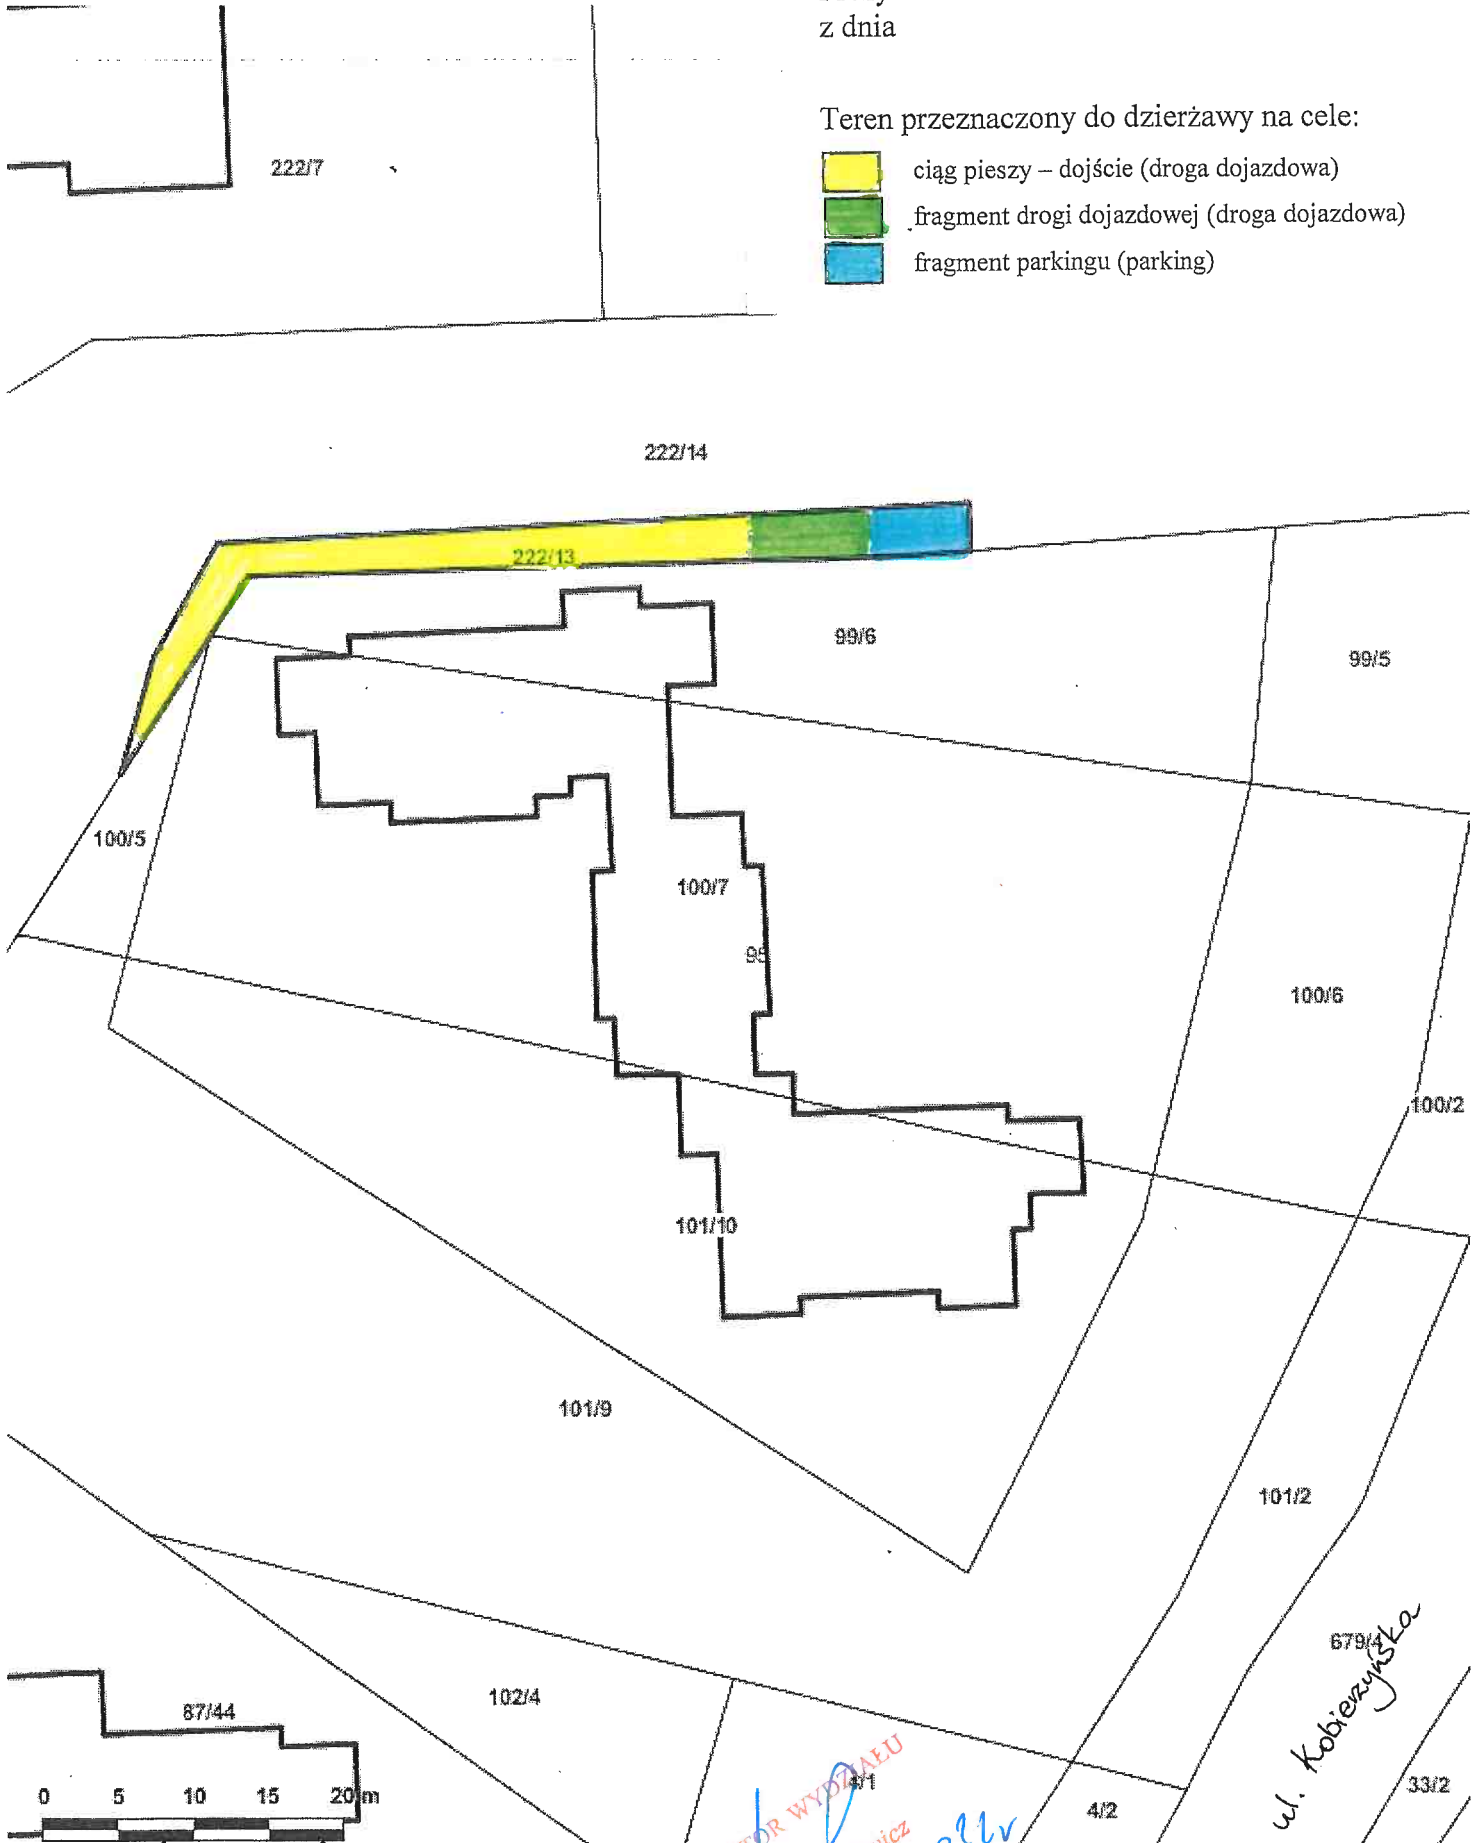 z dnia
Teren przeznaczony do dzierżawy na cele:
ciąg pieszy – dojście (droga dojazdowa)
fragment drogi dojazdowej (droga dojazdowa)
fragment parkingu (parking)
222/7
222/14
222/13
99/6
99/5
100/5
100/7
95
100/6
100/2
101/10
101/9
101/2
679/4
ul. Kobierzyńska
102/4
87/44
0 5 10 15 20 m
WYDZIAŁU
4/1
4/2
33/2